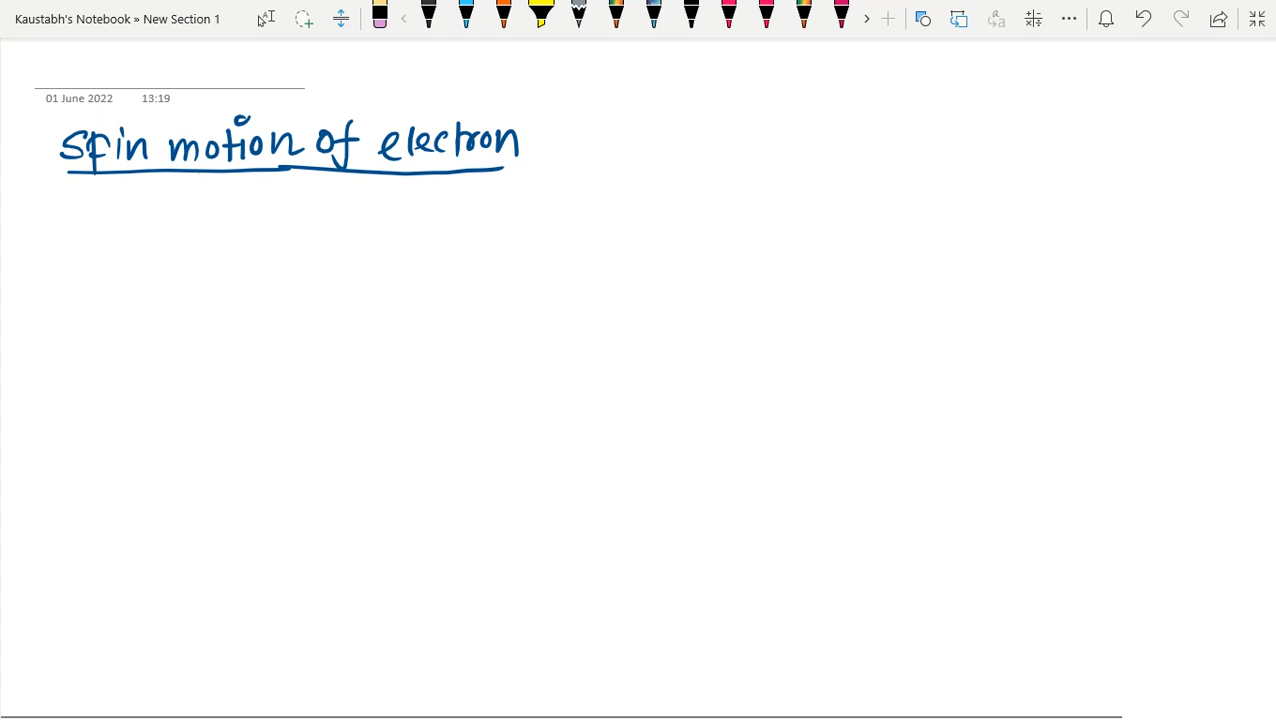 Kaustabh's Notebook » New Section 1
01 June 2022 13:19
spin motion of electron